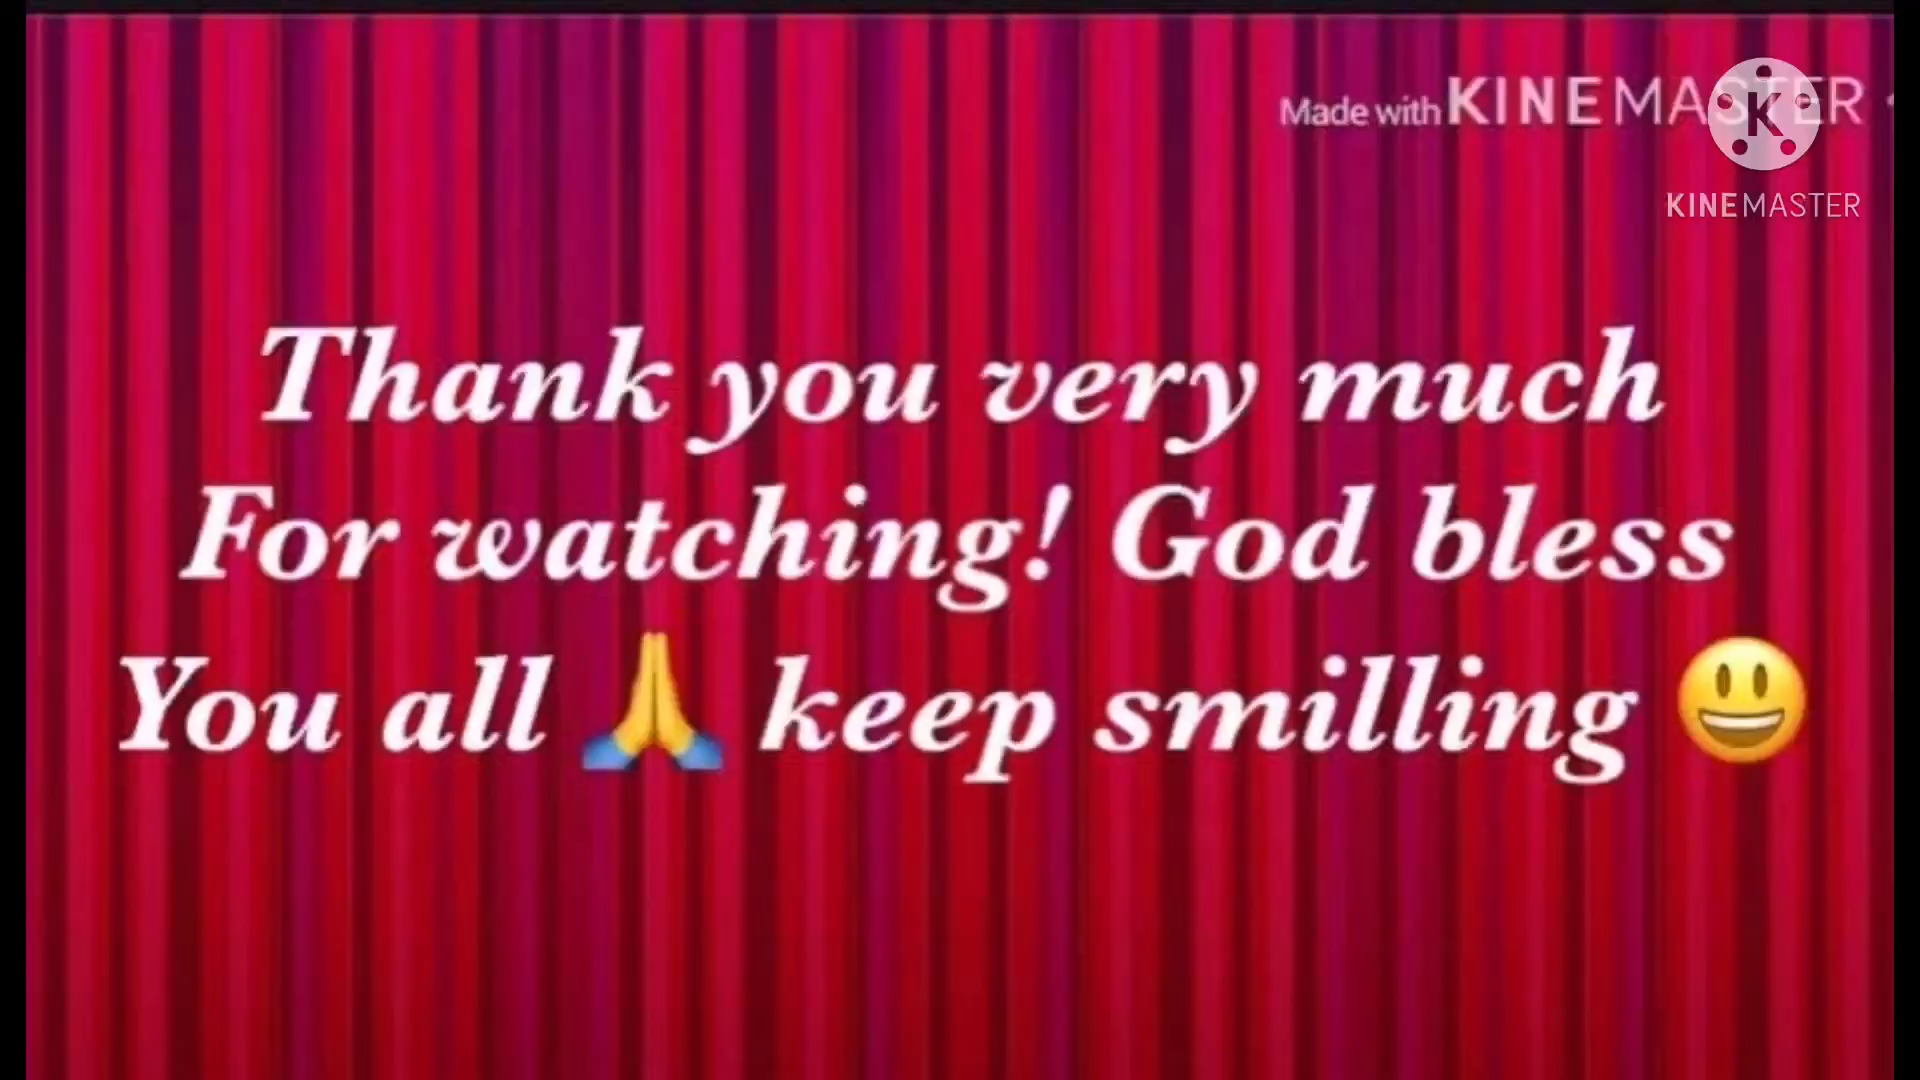 Made with KINEMASTER
K
KINEMASTER
Thank you very much
For watching! God bless
You all 🙏 keep smilling 😃